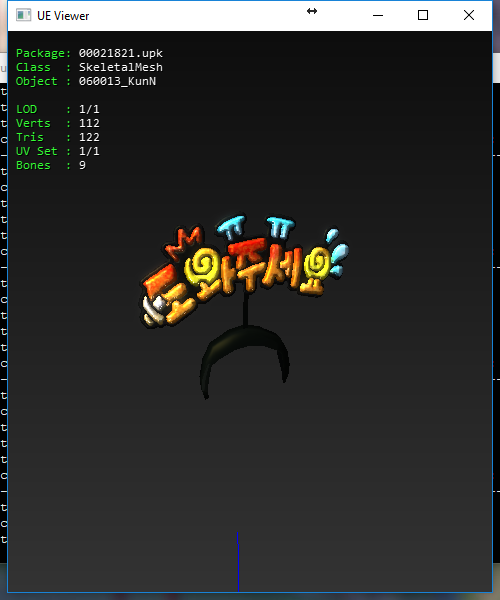 UE Viewer
Package: 00021821.upk
Class : SkeletalMesh
Object : 060013_KunN
LOD : 1/1
Verts : 112
Tris : 122
UV Set : 1/1
Bones : 9
ㅠㅠ
도와주세요